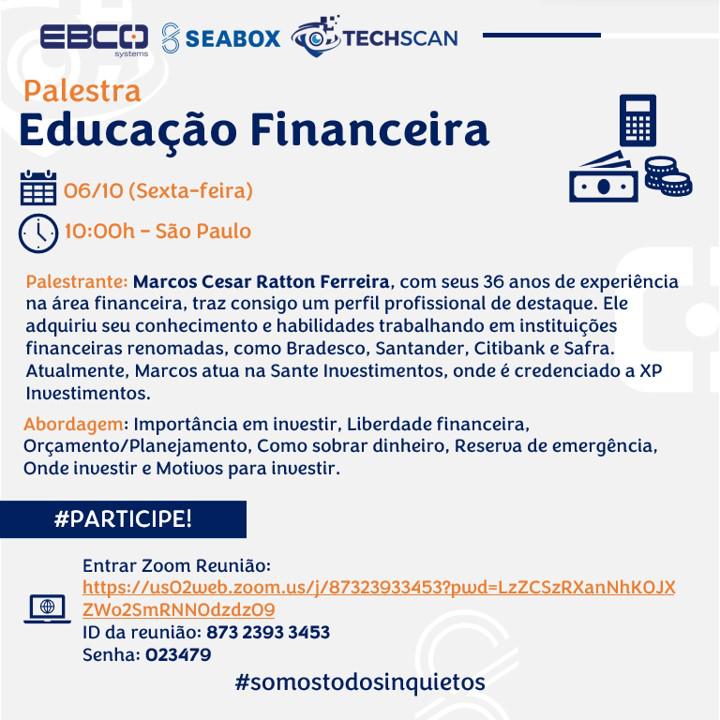 EBCO systems SEABOX TECHSCAN
Palestra
Educação Financeira
06/10 (Sexta-feira)
10:00h - São Paulo
Palestrante: Marcos Cesar Ratton Ferreira, com seus 36 anos de experiência
na área financeira, traz consigo um perfil profissional de destaque. Ele
adquiriu seu conhecimento e habilidades trabalhando em instituições
financeiras renomadas, como Bradesco, Santander, Citibank e Safra.
Atualmente, Marcos atua na Sante Investimentos, onde é credenciado a XP
Investimentos.
Abordagem: Importância em investir, Liberdade financeira,
Orçamento/Planejamento, Como sobrar dinheiro, Reserva de emergência,
Onde investir e Motivos para investir.
#PARTICIPE!
Entrar Zoom Reunião:
https://us02web.zoom.us/j/87323933453?pwd=LzZCSzRXanNhK0JX
ZWo2SmRNN0dzdz09
ID da reunião: 873 2393 3453
Senha: 023479
#somostodosinquietos